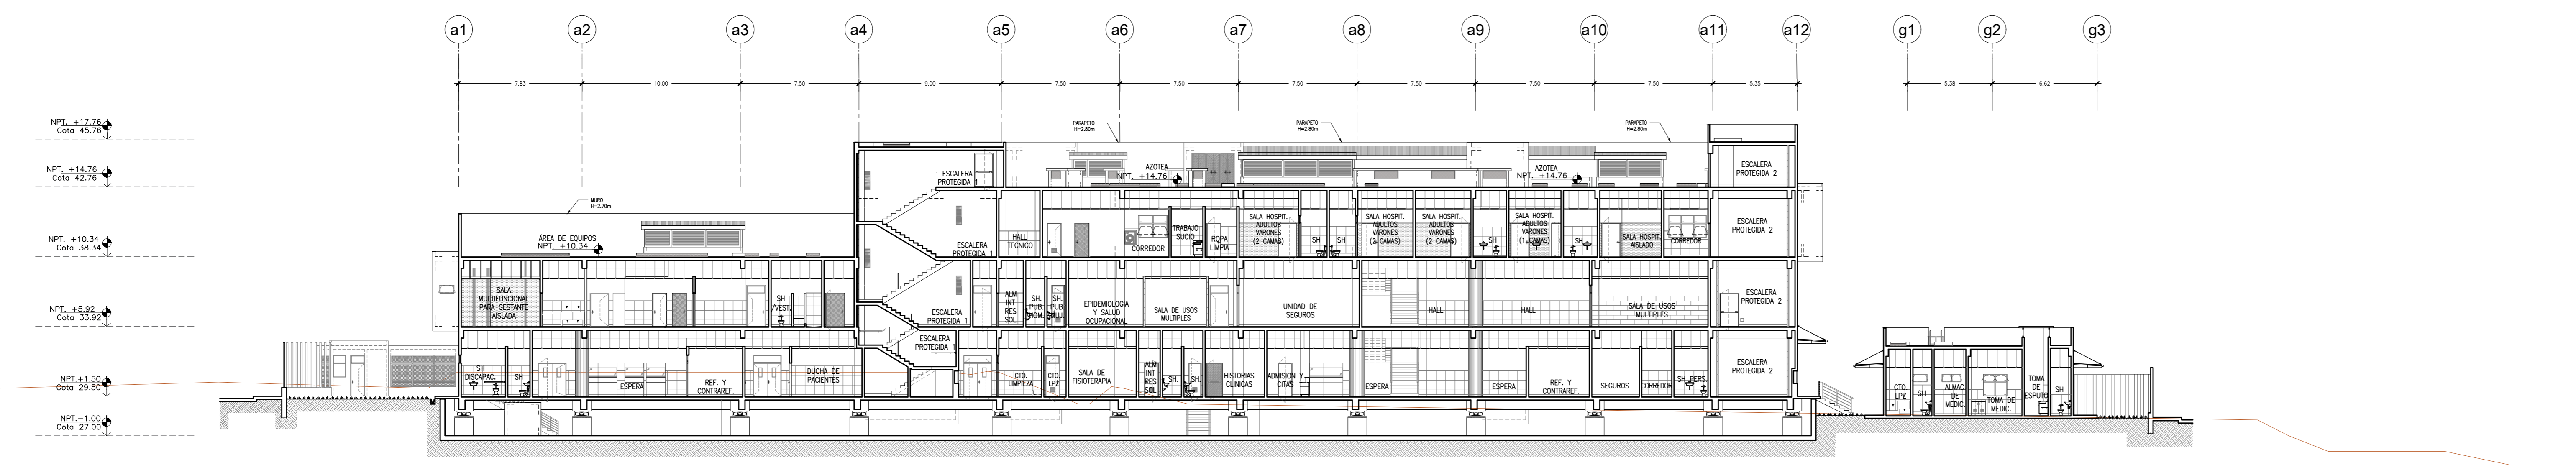 a1 a2 a3 a4 a5 a6 a7 a8 a9 a10 a11 a12 g1 g2 g3
7.83 10.00 7.50 9.00 7.50 7.50 7.50 7.50 7.50 7.50 5.35 5.38 6.62
NPT. +17.76
Cota 45.76
PARAPETO
H=2.80m
PARAPETO
H=2.80m
PARAPETO
H=2.80m
NPT. +14.76
Cota 42.76
ESCALERA
PROTEGIDA 1
AZOTEA
NPT. +14.76
AZOTEA
NPT. +14.76
ESCALERA
PROTEGIDA 2
MURO
H=2.70m
NPT. +10.34
Cota 38.34
ÁREA DE EQUIPOS
NPT. +10.34
ESCALERA
PROTEGIDA 1
HALL
TECNICO
CORREDOR
TRABAJO
SUCIO
ROPA
LIMPIA
SALA HOSPIT.
ADULTOS
VARONES
(2 CAMAS)
SH
SH
SALA HOSPIT.
ADULTOS
VARONES
(2 CAMAS)
SALA HOSPIT.
ADULTOS
VARONES
(2 CAMAS)
SH
SALA HOSPIT.
ADULTOS
VARONES
(1 CAMAS)
SH
SALA HOSPIT.
AISLADO
CORREDOR
ESCALERA
PROTEGIDA 2
NPT. +5.92
Cota 33.92
SALA
MULTIFUNCIONAL
PARA GESTANTE
AISLADA
SH
/VEST.
ESCALERA
PROTEGIDA 1
ALM
INT
RES
SOL
SH.
PUB.
HOM.
SH.
PUB.
EPIDEMIOLOGIA
Y SALUD
OCUPACIONAL
SALA DE USOS
MULTIPLES
UNIDAD DE
SEGUROS
HALL
HALL
SALA DE USOS
MULTIPLES
ESCALERA
PROTEGIDA 2
NPT.+1.50
Cota 29.50
SH
DISCAPAC.
SH
ESPERA
REF. Y
CONTRAREF.
DUCHA DE
PACIENTES
ESCALERA
PROTEGIDA 1
CTO.
LIMPIEZA
CTO.
LPZ
SALA DE
FISIOTERAPIA
ALM
INT
RES
SOL
SH.
SH.
HISTORIAS
CLINICAS
ADMISION Y
CITAS
ESPERA
ESPERA
REF. Y
CONTRAREF.
SEGUROS
CORREDOR
SH PERS.
ESCALERA
PROTEGIDA 2
CTO.
LPZ
SH
ALMAC.
DE
MEDIC.
TOMA DE
MEDIC.
TOMA
DE
ESPUTO
SH
NPT.-1.00
Cota 27.00